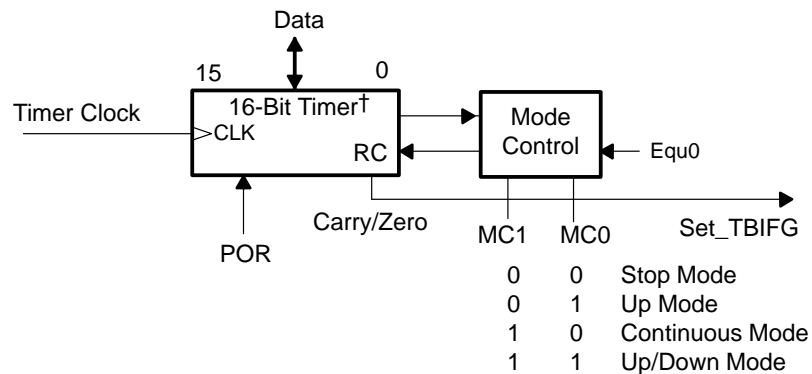 Data
15
0
16-Bit Timer†
Timer Clock
CLK
RC
Mode
Control
Equ0
POR
Carry/Zero
MC1
MC0
Set_TBIFG
0 0 Stop Mode
0 1 Up Mode
1 0 Continuous Mode
1 1 Up/Down Mode